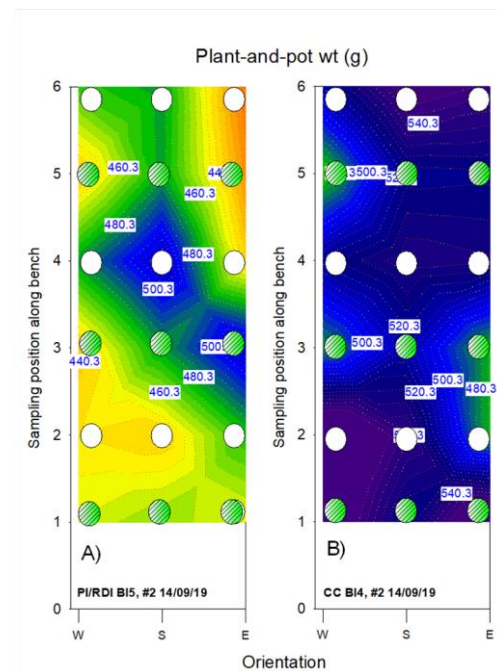 Plant-and-pot wt (g)
6
5
4
3
2
1
0
Sampling position along bench
460.3
480.3
480.3
500.3
500
480.3
440.3
460.3
A)
PI/RDI BI5, #2 14/09/19
W
S
E
6
5
4
3
2
1
0
Sampling position along bench
540.3
500.3
520.3
500.3
500.3
480.3
520.3
540.3
B)
CC BI4, #2 14/09/19
W
S
E
Orientation